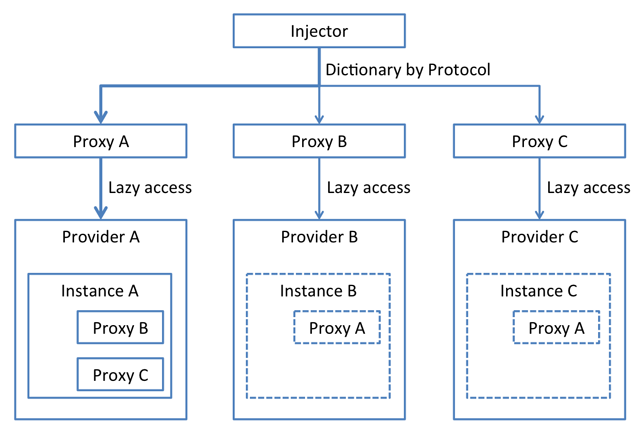 Injector
Dictionary by Protocol
Proxy A
Proxy B
Proxy C
Lazy access
Lazy access
Lazy access
Provider A
Provider B
Provider C
Instance A
Instance B
Instance C
Proxy B
Proxy A
Proxy A
Proxy C